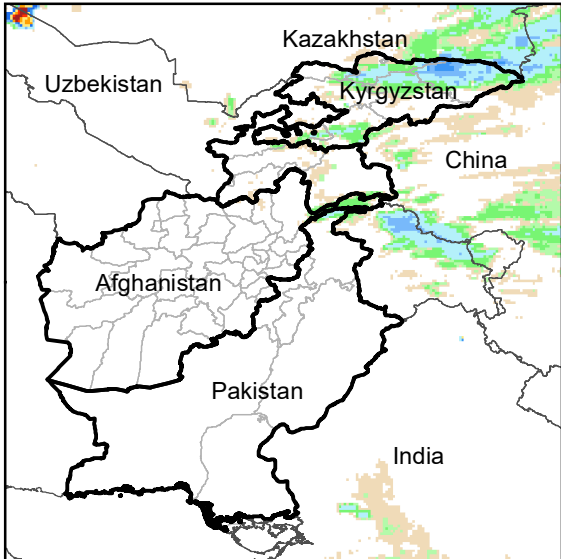 Kazakhstan
Uzbekistan
Kyrgyzstan
China
Afghanistan
Pakistan
India